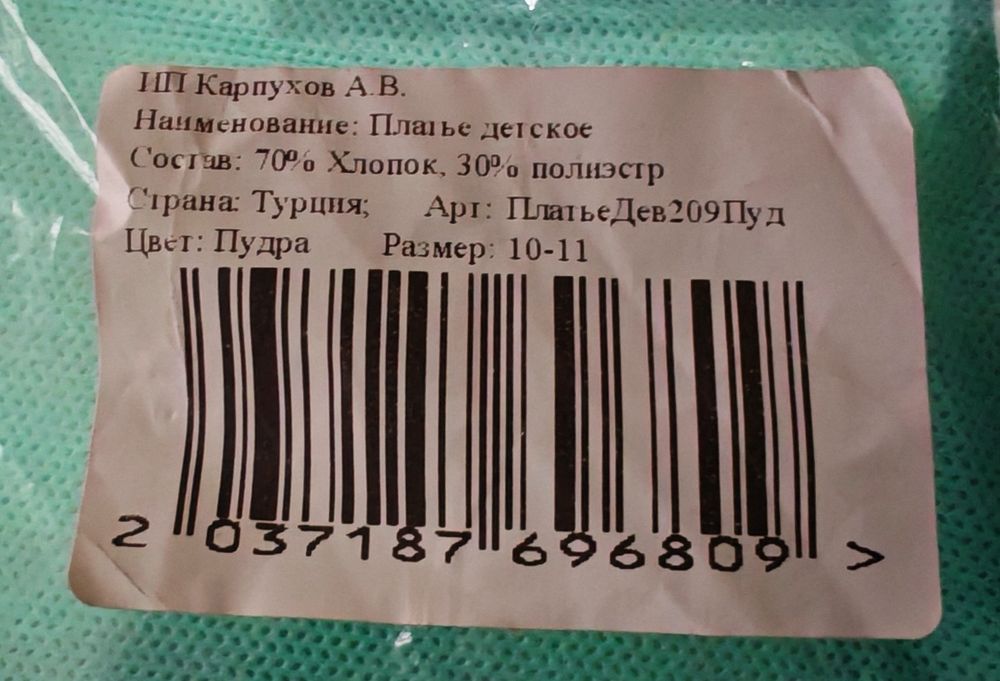 ИП Карпухов А.В.
Наименование: Платье детское
Состав: 70% Хлопок, 30% полиэстр
Страна: Турция; Арт: ПлатьеДев209Пуд
Цвет: Пудра Размер: 10-11
2 037187 696809 >